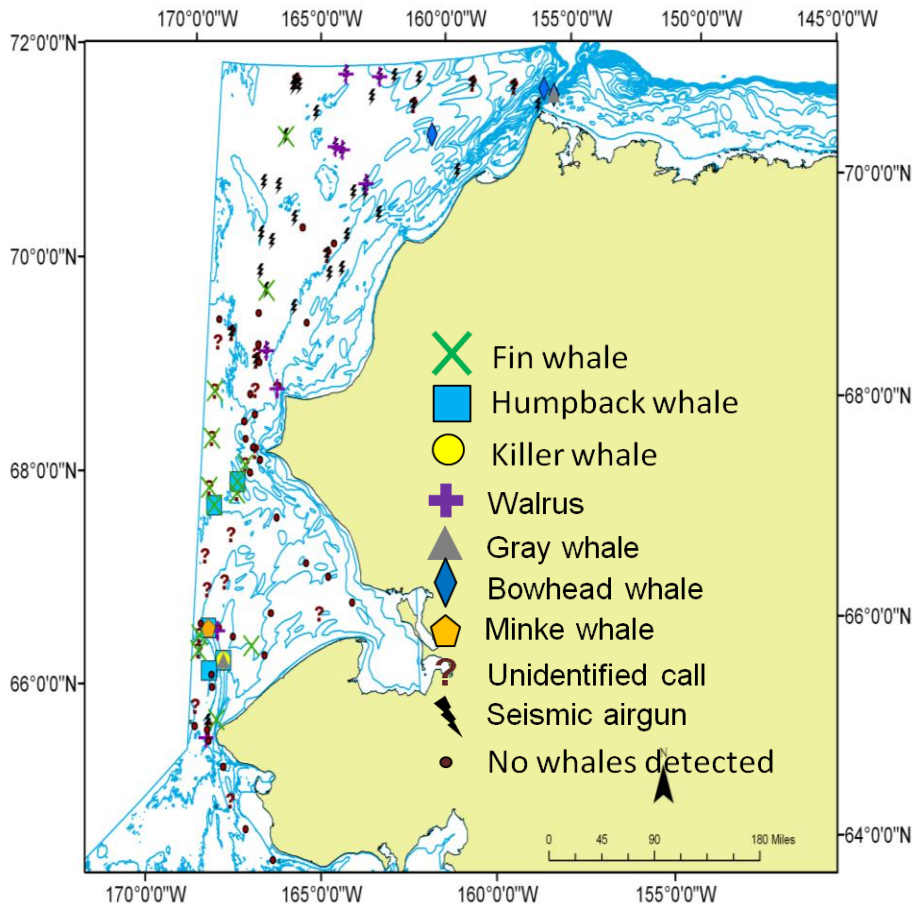 170°0'0"W 165°0'0"W 160°0'0"W 155°0'0"W 150°0'0"W 145°0'0"W
72°0'0"N
70°0'0"N
70°0'0"N
Fin whale
68°0'0"N
Humpback whale
Killer whale
68°0'0"N
Walrus
Gray whale
Bowhead whale
66°0'0"N
Minke whale
? Unidentified call
66°0'0"N
Seismic airgun
No whales detected
N
64°0'0"N
0 45 90 180 Miles
170°0'0"W 165°0'0"W 160°0'0"W 155°0'0"W